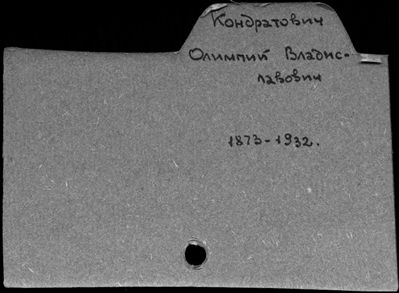 Кондратович
Олимпий Владис-
лавович
1873-1932.